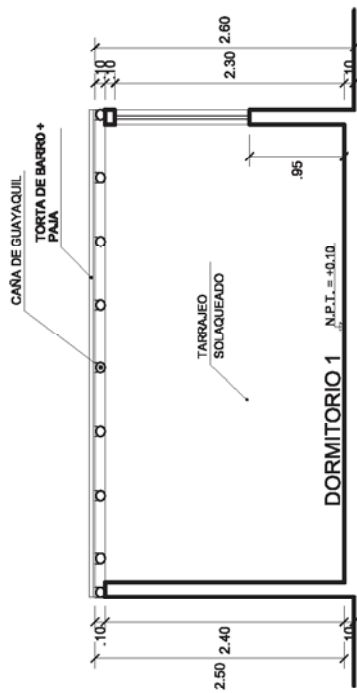 CAÑA DE GUAYAQUIL
TORTA DE BARRO +
PAJA
TARRAJEO
SOLAQUEADO
DORMITORIO 1
N.P.T. = +0.10
.10
2.40
.10
2.50
.10
.10
2.30
.10
2.60
.95